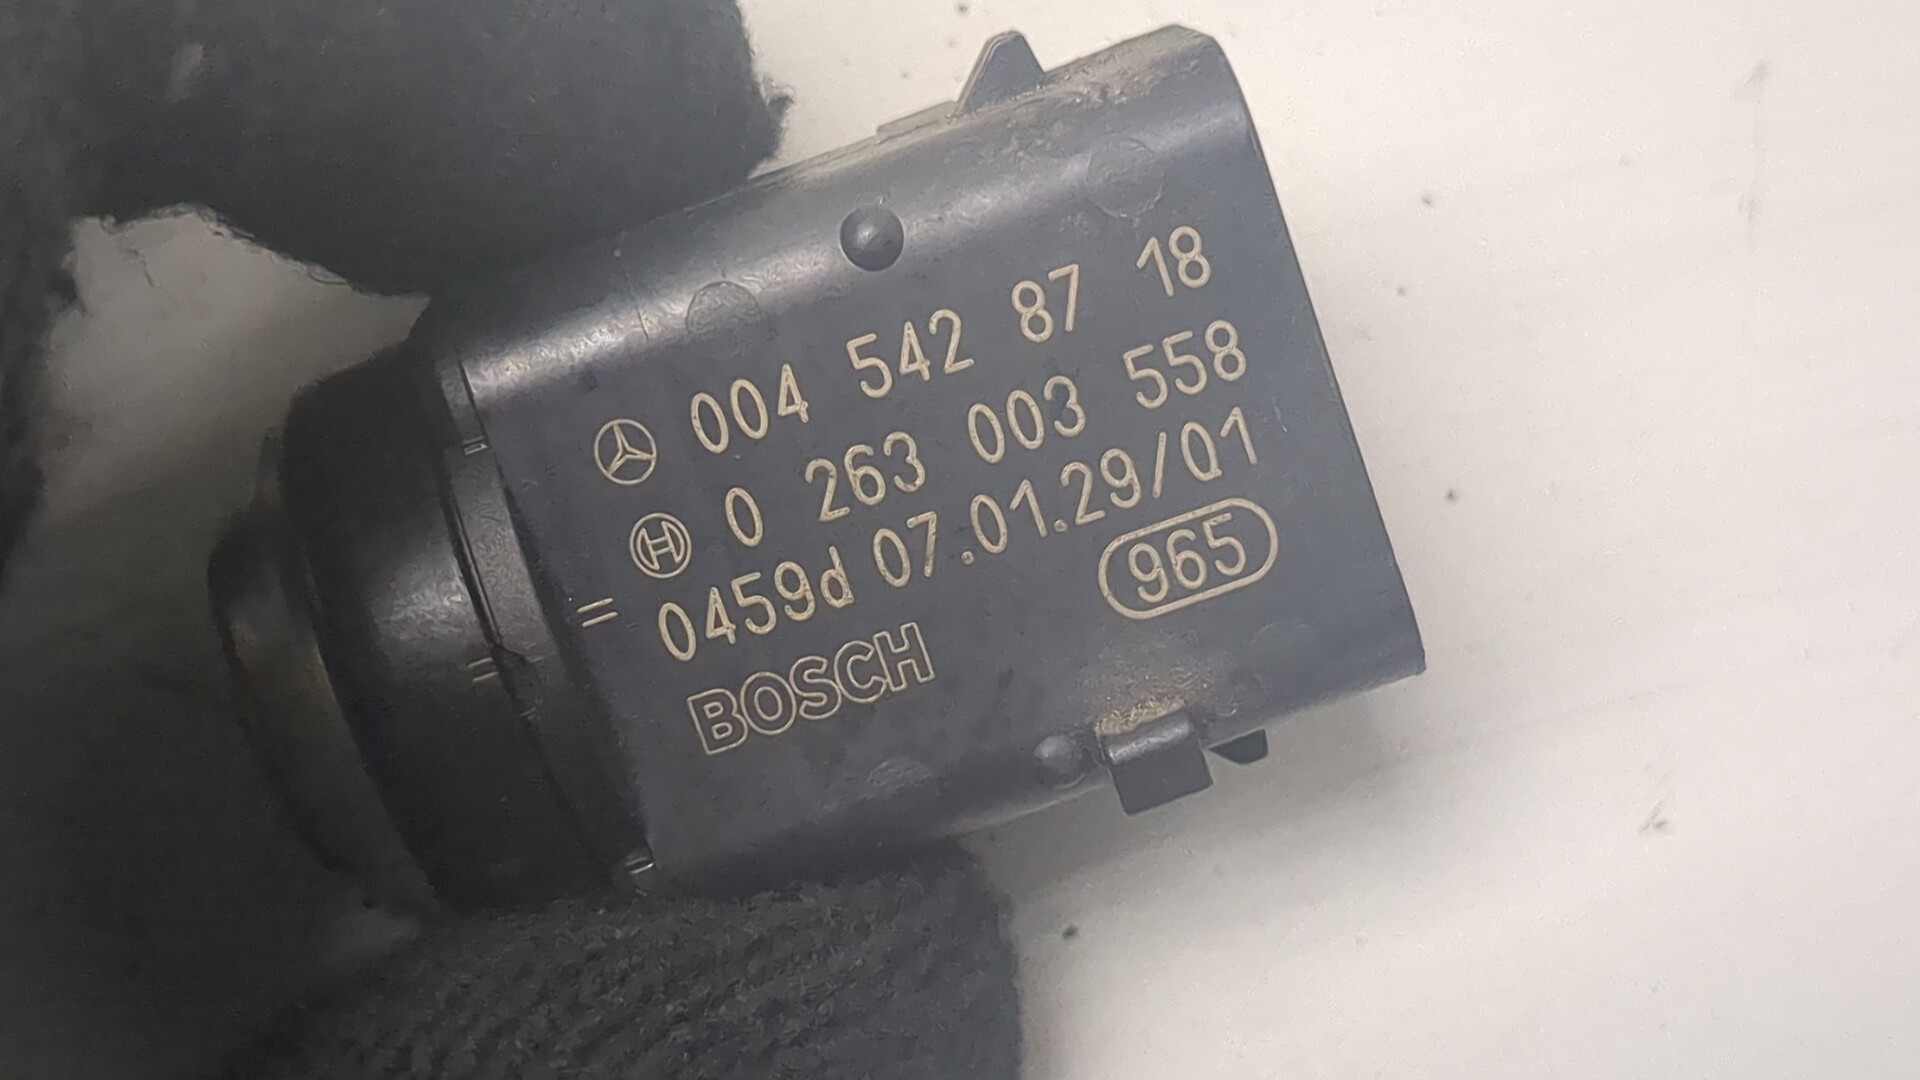 004 542 87 18
0 263 003 558
= 0459d 07.01.29/01
965
BOSCH